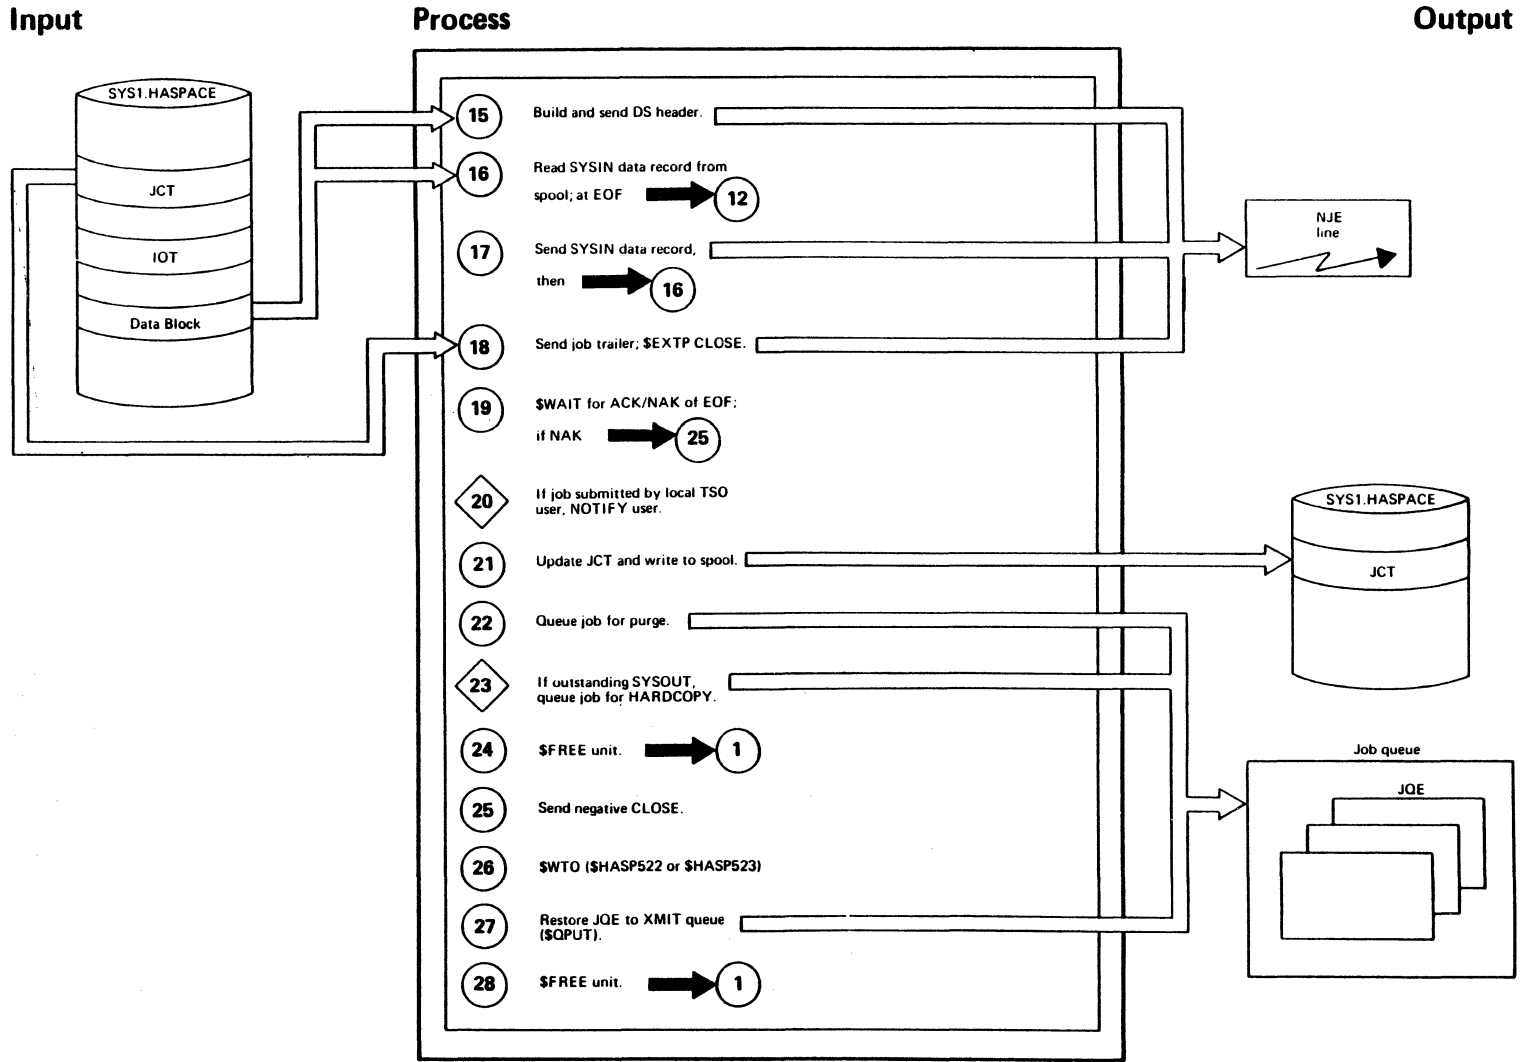 Input
Process
Output
SYS1.HASPACE
JCT
IOT
Data Block
15 Build and send DS header.
16 Read SYSIN data record from
spool; at EOF 12
17 Send SYSIN data record,
then 16
18 Send job trailer; $EXTP CLOSE.
19 $WAIT for ACK/NAK of EOF;
if NAK 25
20 If job submitted by local TSO
user, NOTIFY user.
21 Update JCT and write to spool.
22 Queue job for purge.
23 If outstanding SYSOUT,
queue job for HARDCOPY.
24 $FREE unit. 1
25 Send negative CLOSE.
26 $WTO ($HASP522 or $HASP523)
27 Restore JQE to XMIT queue
($QPUT).
28 $FREE unit. 1
NJE
line
SYS1.HASPACE
JCT
Job queue
JQE